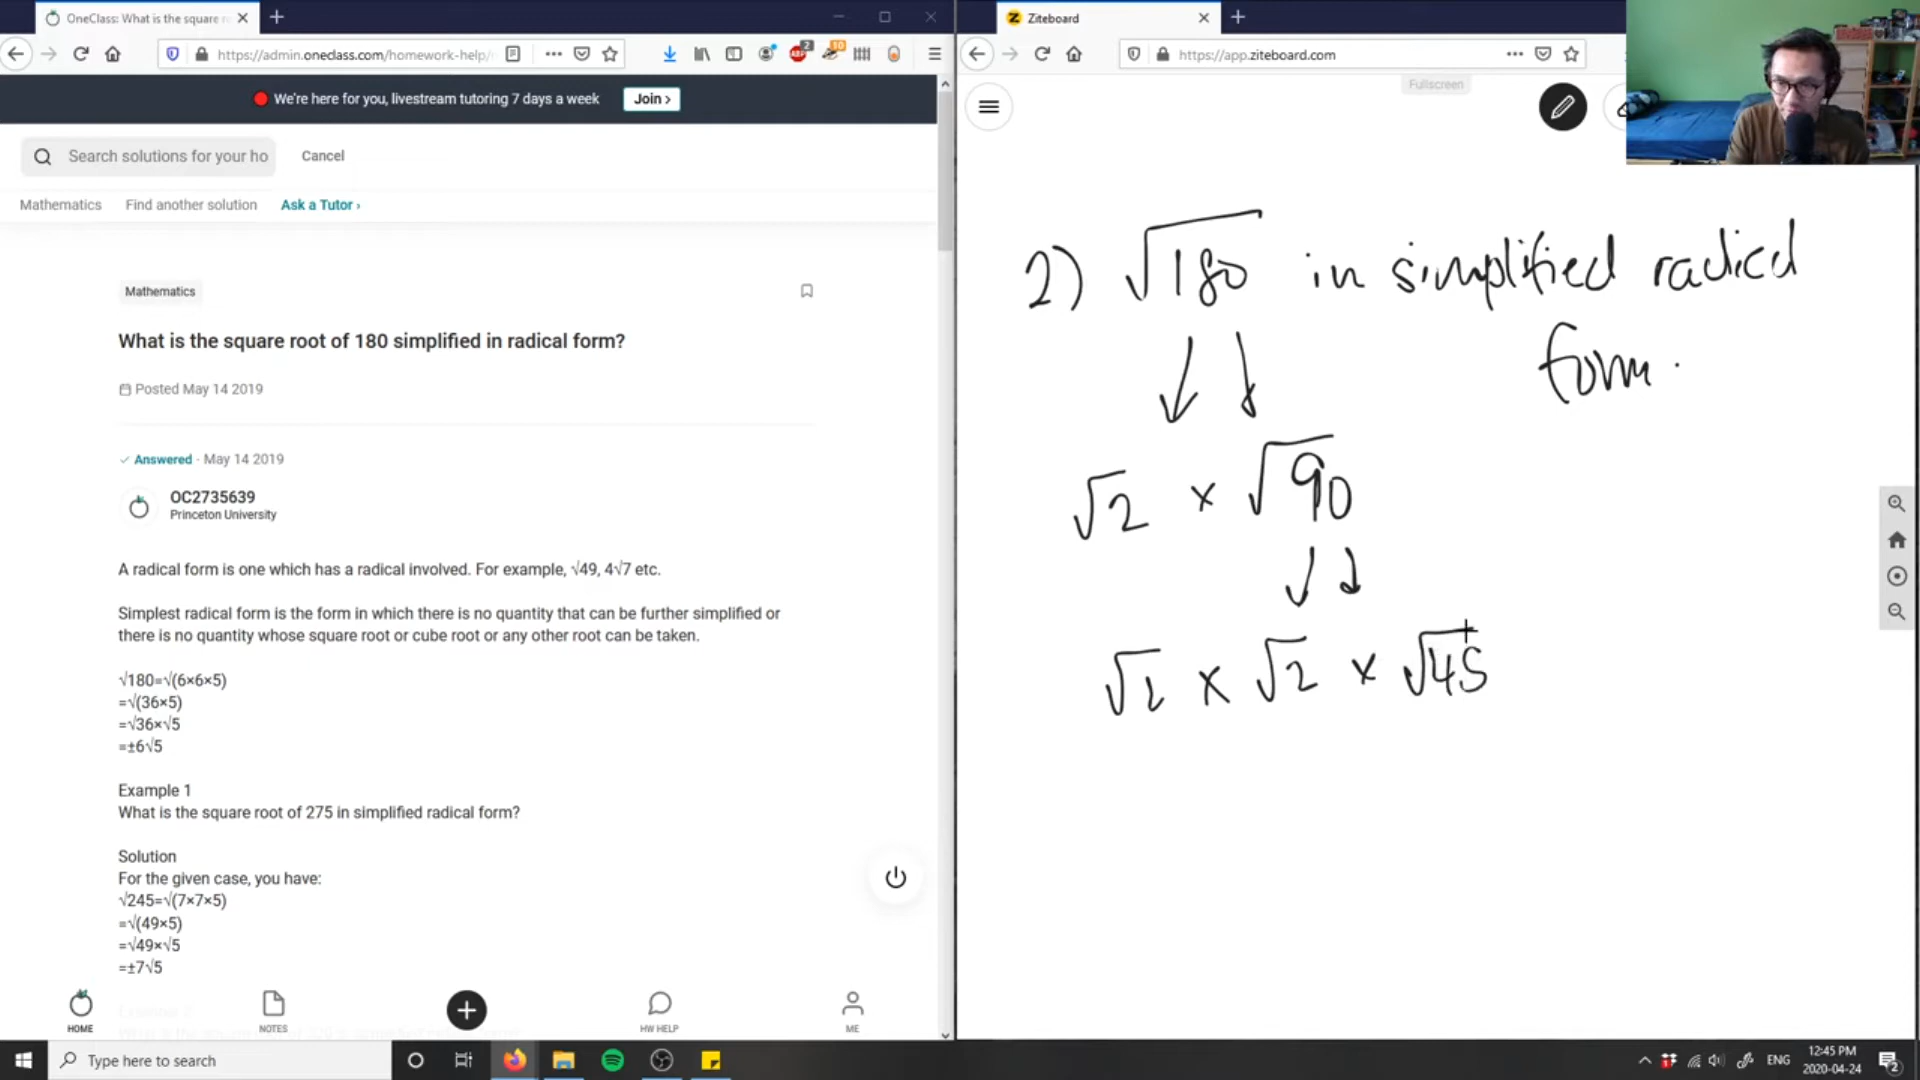 OneClass: What is the square r
Ziteboard
https://admin.oneclass.com/homework-help/
2
10
https://app.ziteboard.com
We're here for you, livestream tutoring 7 days a week
Join ›
Fullscreen
Search solutions for your ho
Cancel
Mathematics
Find another solution
Ask a Tutor ›
Mathematics
What is the square root of 180 simplified in radical form?
Posted May 14 2019
Answered - May 14 2019
OC2735639
Princeton University
A radical form is one which has a radical involved. For example, √49, 4√7 etc.
Simplest radical form is the form in which there is no quantity that can be further simplified or
there is no quantity whose square root or cube root or any other root can be taken.
√180=√(6×6×5)
=√(36×5)
=√36×√5
=±6√5
Example 1
What is the square root of 275 in simplified radical form?
Solution
For the given case, you have:
√245=√(7×7×5)
=√(49×5)
=√49×√5
=±7√5
HOME
NOTES
HW HELP
ME
2) √180 in simplified radical
form.
√2 × √90
√2 × √2 × √45
Type here to search
ENG
12:45 PM
2020-04-24
2